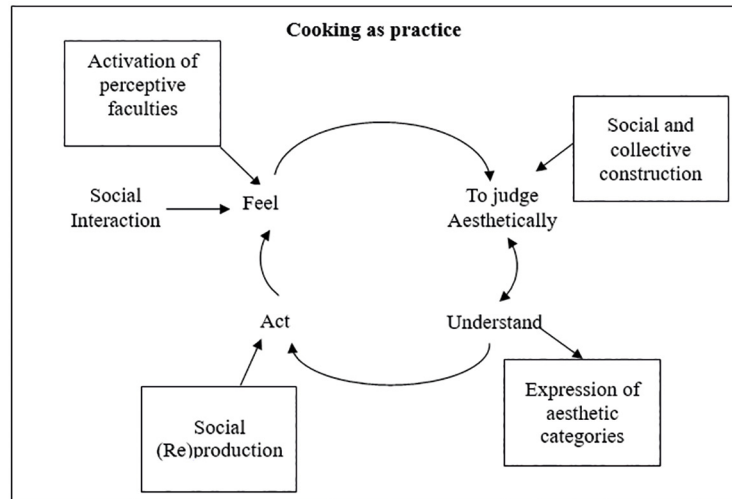 Cooking as practice
Activation of
perceptive
faculties
Social and
collective
construction
Social
Interaction
Feel
To judge
Aesthetically
Act
Understand
Social
(Re)production
Expression of
aesthetic
categories